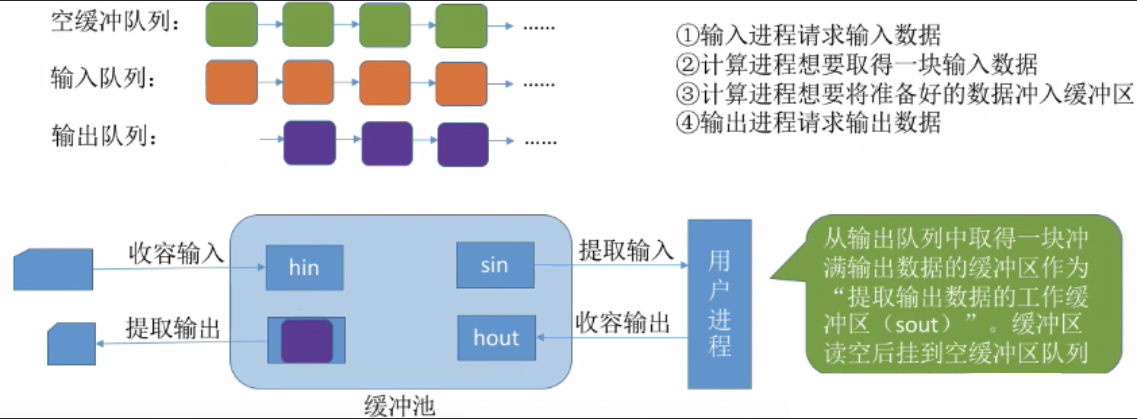 空缓冲队列：
……
①输入进程请求输入数据
②计算进程想要取得一块输入数据
输入队列：
……
③计算进程想要将准备好的数据冲入缓冲区
④输出进程请求输出数据
输出队列：
……
收容输入
hin
sin
提取输入
用户进程
从输出队列中取得一块冲
满输出数据的缓冲区作为
“提取输出数据的工作缓
冲区（sout）”。缓冲区
读空后挂到空缓冲区队列
提取输出
hout
收容输出
缓冲池